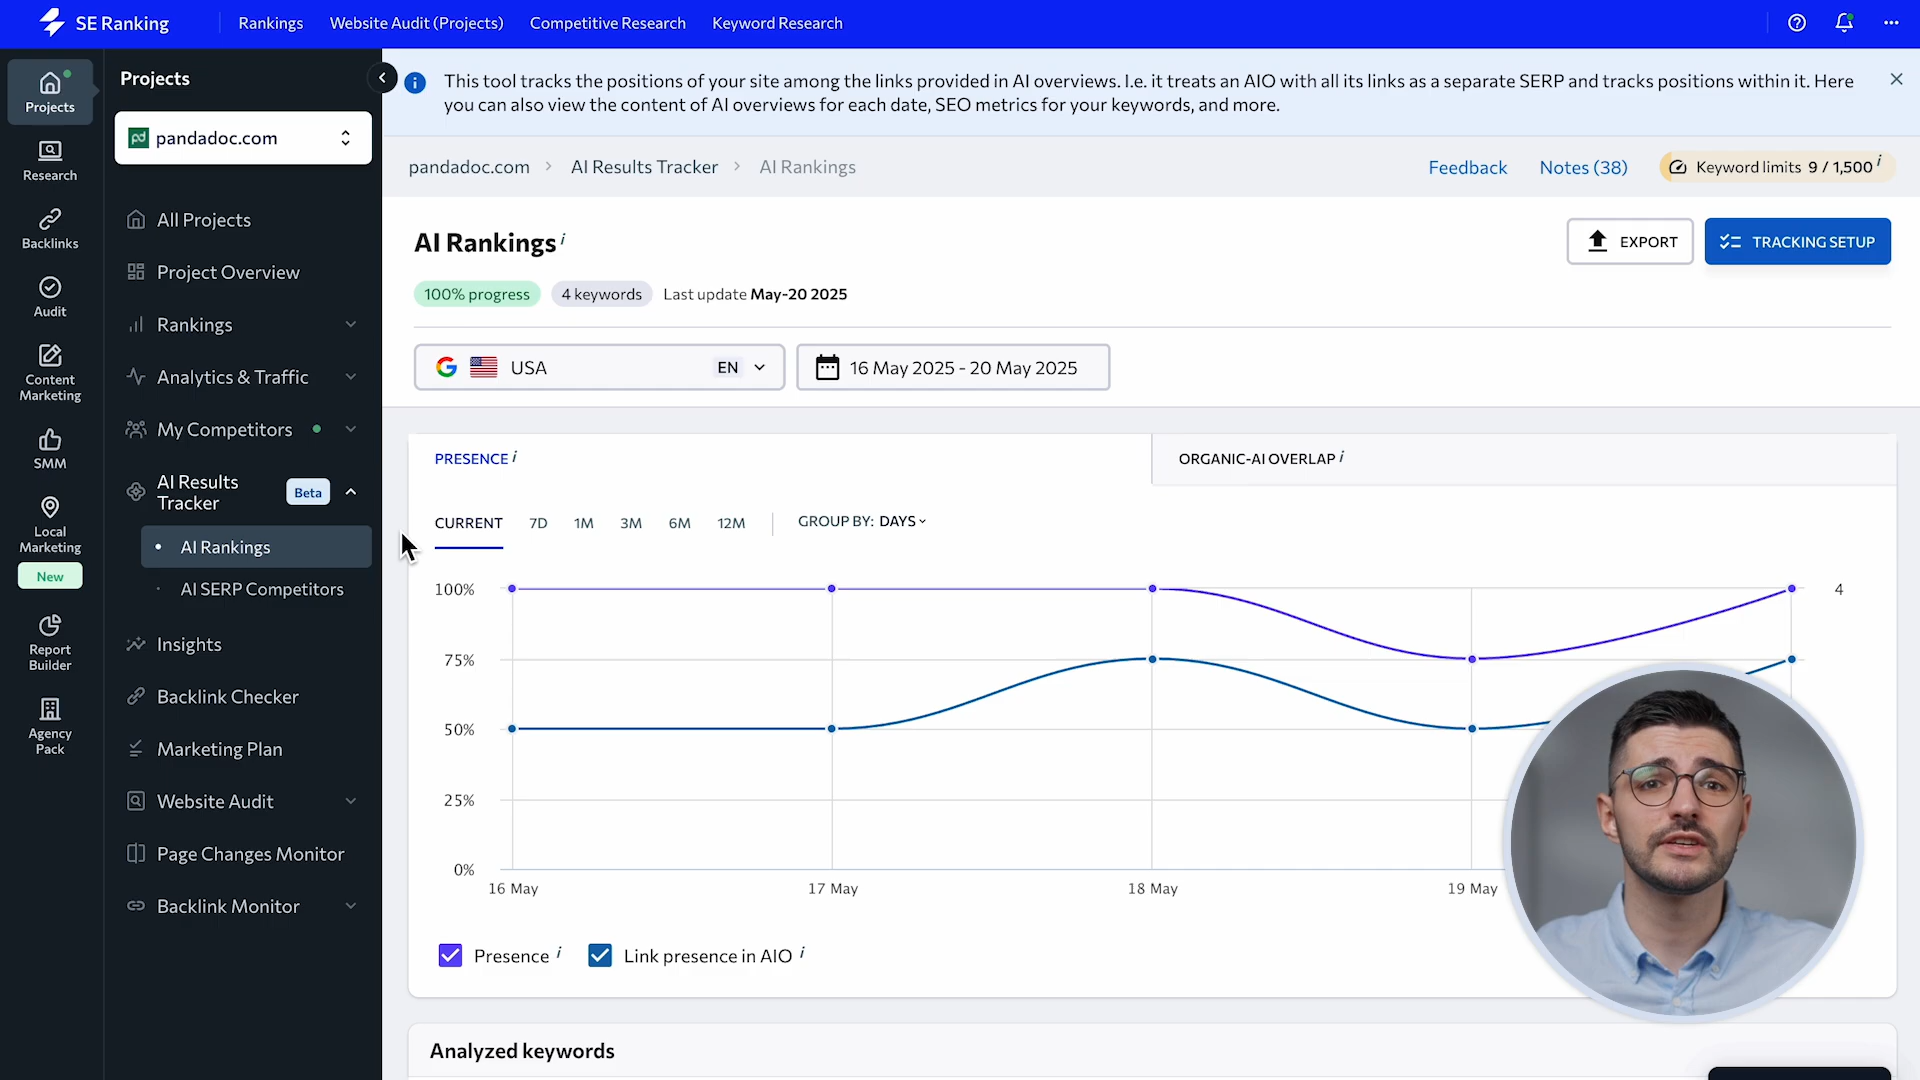 SE Ranking
Rankings
Website Audit (Projects)
Competitive Research
Keyword Research
Projects
Research
Backlinks
Audit
Content
Marketing
SMM
Local
Marketing
New
Report
Builder
Agency
Pack
Projects
pd pandadoc.com
All Projects
Project Overview
Rankings
Analytics & Traffic
My Competitors
AI Results
Tracker
Beta
AI Rankings
AI SERP Competitors
Insights
Backlink Checker
Marketing Plan
Website Audit
Page Changes Monitor
Backlink Monitor
This tool tracks the positions of your site among the links provided in AI overviews. I.e. it treats an AIO with all its links as a separate SERP and tracks positions within it. Here
you can also view the content of AI overviews for each date, SEO metrics for your keywords, and more.
pandadoc.com > AI Results Tracker > AI Rankings
Feedback
Notes (38)
Keyword limits 9 / 1,500 i
AI Rankings i
EXPORT
TRACKING SETUP
100% progress
4 keywords
Last update May-20 2025
USA
EN
16 May 2025 - 20 May 2025
PRESENCE i
ORGANIC-AI OVERLAP i
CURRENT
7D
1M
3M
6M
12M
GROUP BY: DAYS
100%
4
75%
50%
25%
0%
16 May
17 May
18 May
19 May
Presence i
Link presence in AIO i
Analyzed keywords